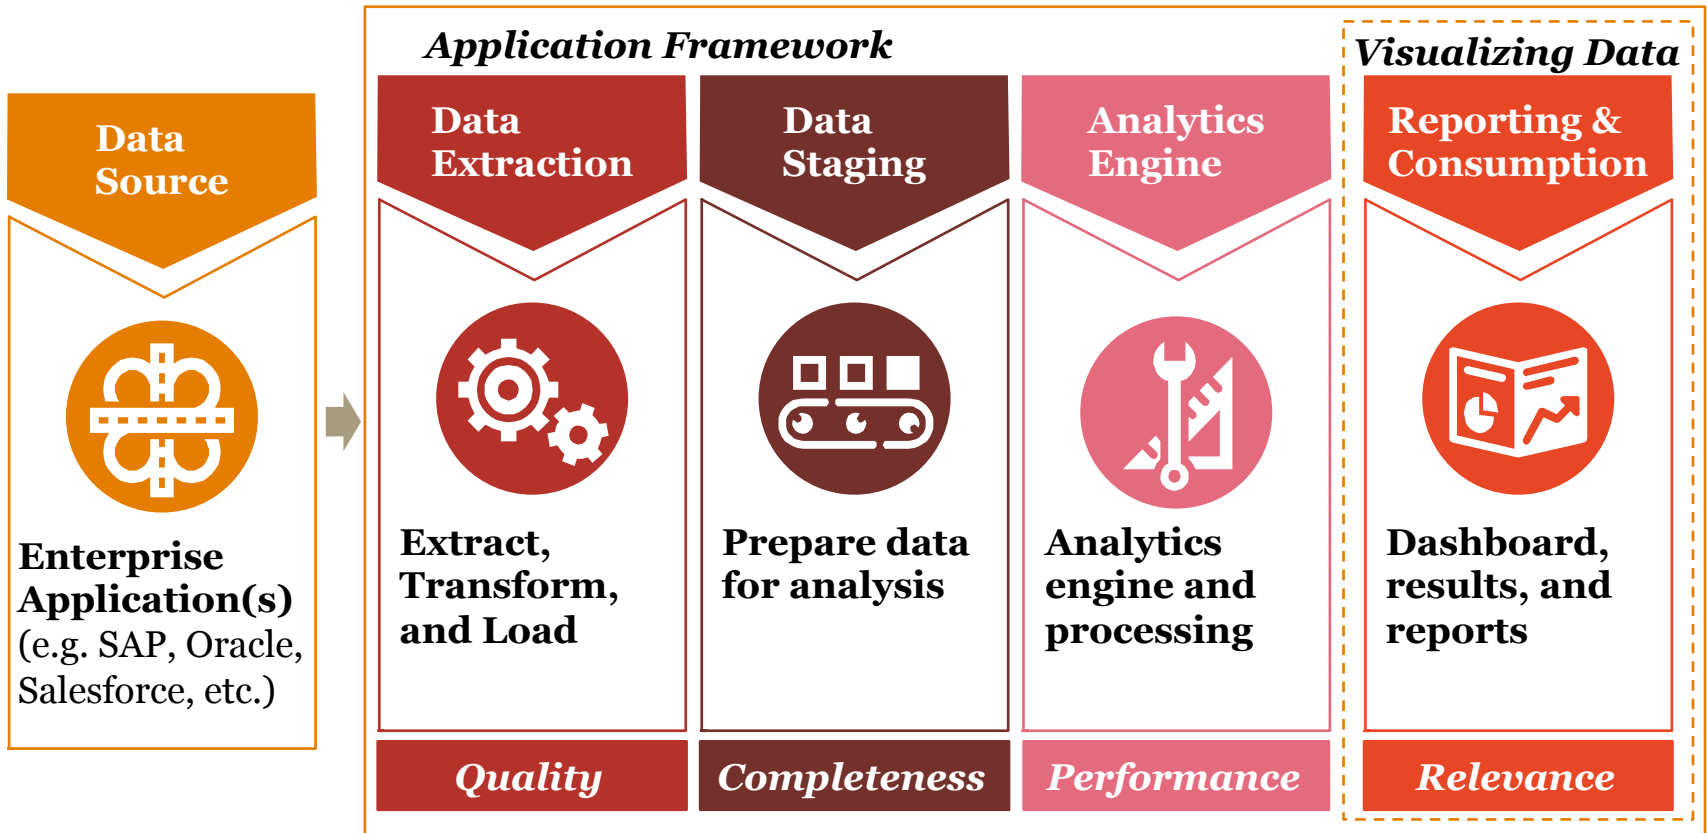 Application Framework
Visualizing Data
Data
Source
Data
Extraction
Data
Staging
Analytics
Engine
Reporting &
Consumption
Enterprise
Application(s)
(e.g. SAP, Oracle,
Salesforce, etc.)
Extract,
Transform,
and Load
Prepare data
for analysis
Analytics
engine and
processing
Dashboard,
results, and
reports
Quality
Completeness
Performance
Relevance